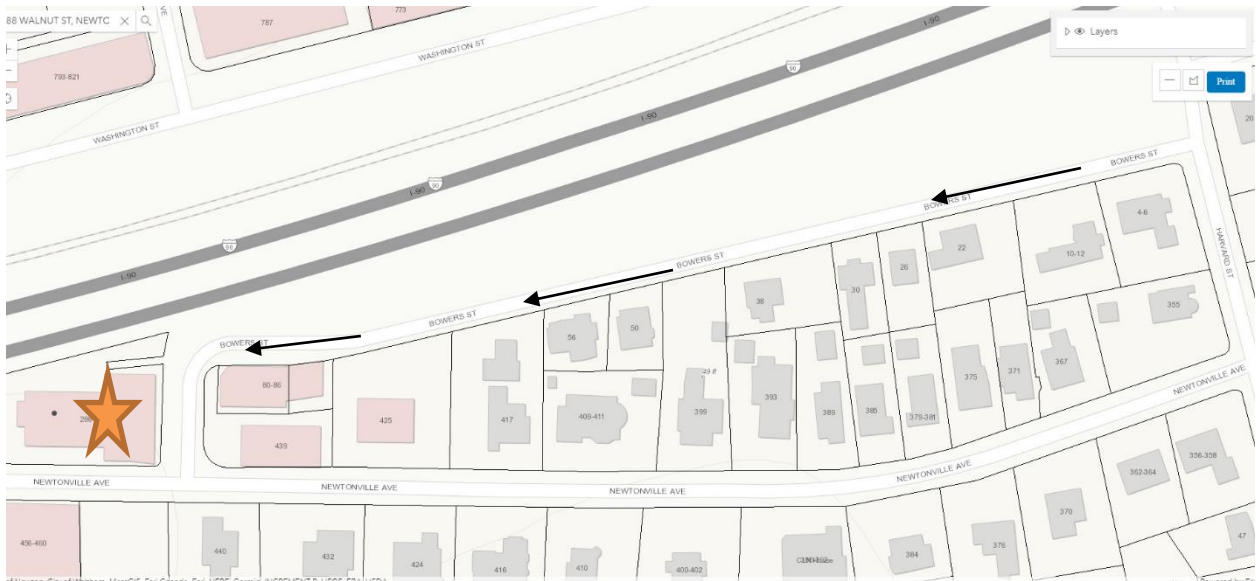 88 WALNUT ST, NEWTC
787
773
Layers
793-821
WASHINGTON ST
WASHINGTON ST
I-90
90
Print
I-90
20
I-90
90
BOWERS ST
BOWERS ST
4-6
HARVARD ST
90
22
10-12
I-90
BOWERS ST
26
30
38
355
BOWERS ST
50
56
BOWERS ST
367
371
375
NEWTONVILLE AVE
80-86
393
389
385
379-381
399
409-411
417
425
439
NEWTONVILLE AVE
NEWTONVILLE AVE
NEWTONVILLE AVE
NEWTONVILLE AVE
356-358
362-364
370
376
384
47
456-460
440
432
424
416
410
400-402